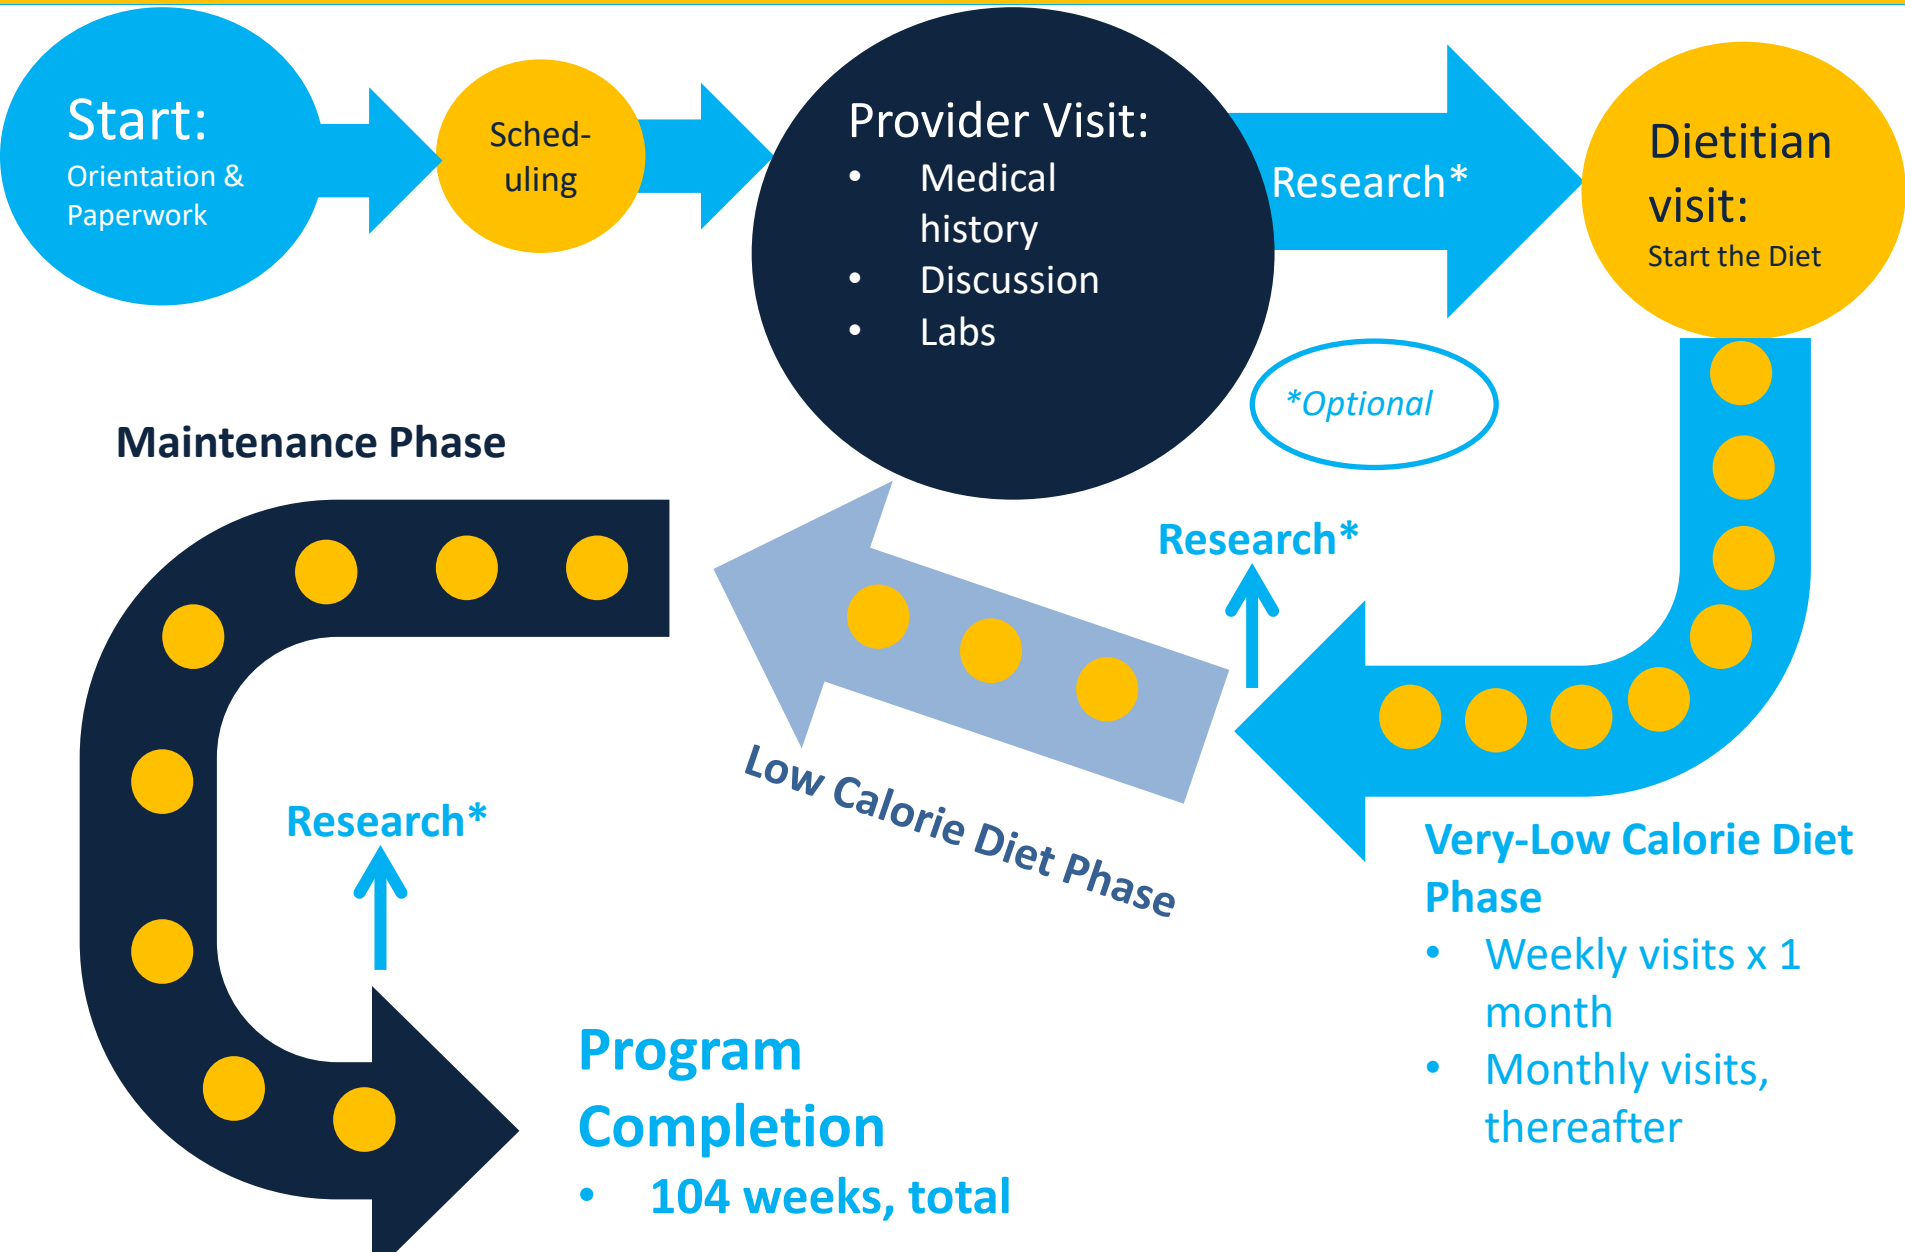 Start:
Orientation &
Paperwork
Sched-
uling
Provider Visit:
• Medical
history
• Discussion
• Labs
Research*
Dietitian
visit:
Start the Diet
*Optional
Maintenance Phase
Research*
Low Calorie Diet Phase
Very-Low Calorie Diet
Phase
• Weekly visits x 1
month
• Monthly visits,
thereafter
Research*
Program
Completion
• 104 weeks, total